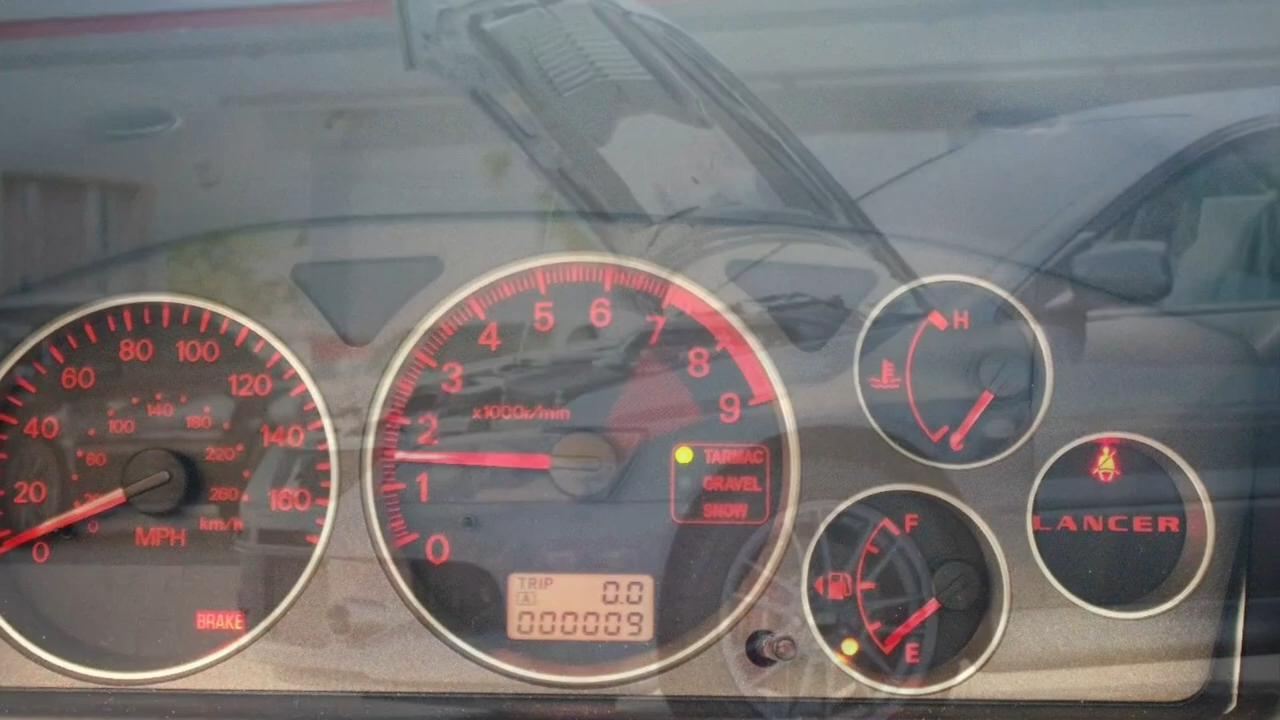 0
20
40
60
80
100
120
140
160
60
100
140
180
220
260
0
MPH
km/h
BRAKE
0
1
2
3
4
5
6
7
8
9
x1000r/min
TARMAC
GRAVEL
SNOW
TRIP
A
0.0
000009
H
F
E
LANCER